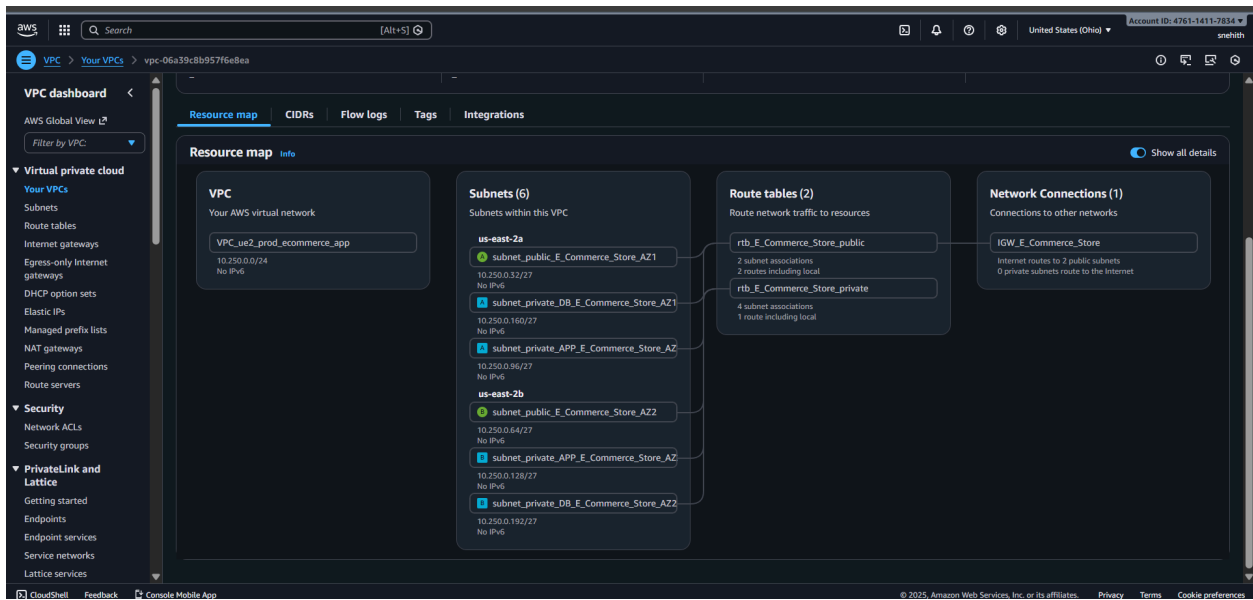 aws
Search [Alt+S]
United States (Ohio) ▼
Account ID: 4761-1411-7834 ▼
snehith
VPC > Your VPCs > vpc-06a39c8b957f6e8ea
VPC dashboard
AWS Global View
Filter by VPC:
Virtual private cloud
Your VPCs
Subnets
Route tables
Internet gateways
Egress-only Internet
gateways
DHCP option sets
Elastic IPs
Managed prefix lists
NAT gateways
Peering connections
Route servers
Security
Network ACLs
Security groups
PrivateLink and
Lattice
Getting started
Endpoints
Endpoint services
Service networks
Lattice services
–
–
Resource map
CIDRs
Flow logs
Tags
Integrations
Resource map Info
Show all details
VPC
Your AWS virtual network
VPC_ue2_prod_ecommerce_app
10.250.0.0/24
No IPv6
Subnets (6)
Subnets within this VPC
us-east-2a
A subnet_public_E_Commerce_Store_AZ1
10.250.0.32/27
No IPv6
A subnet_private_DB_E_Commerce_Store_AZ1
10.250.0.160/27
No IPv6
A subnet_private_APP_E_Commerce_Store_AZ
10.250.0.96/27
No IPv6
us-east-2b
B subnet_public_E_Commerce_Store_AZ2
10.250.0.64/27
No IPv6
B subnet_private_APP_E_Commerce_Store_AZ
10.250.0.128/27
No IPv6
B subnet_private_DB_E_Commerce_Store_AZ2
10.250.0.192/27
No IPv6
Route tables (2)
Route network traffic to resources
rtb_E_Commerce_Store_public
2 subnet associations
2 routes including local
rtb_E_Commerce_Store_private
4 subnet associations
1 route including local
Network Connections (1)
Connections to other networks
IGW_E_Commerce_Store
Internet routes to 2 public subnets
0 private subnets route to the Internet
CloudShell Feedback Console Mobile App
© 2025, Amazon Web Services, Inc. or its affiliates. Privacy Terms Cookie preferences